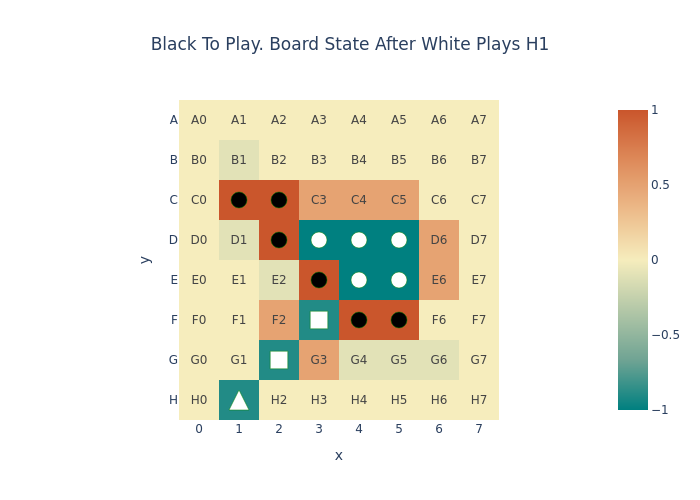 Black To Play. Board State After White Plays H1
A A0 A1 A2 A3 A4 A5 A6 A7
B B0 B1 B2 B3 B4 B5 B6 B7
C C0 C3 C4 C5 C6 C7
D D0 D1 D6 D7
E E0 E1 E2 E6 E7
F F0 F1 F2 F6 F7
G G0 G1 G3 G4 G5 G6 G7
H H0 H2 H3 H4 H5 H6 H7
0 1 2 3 4 5 6 7
x
y
1
0.5
0
−0.5
−1